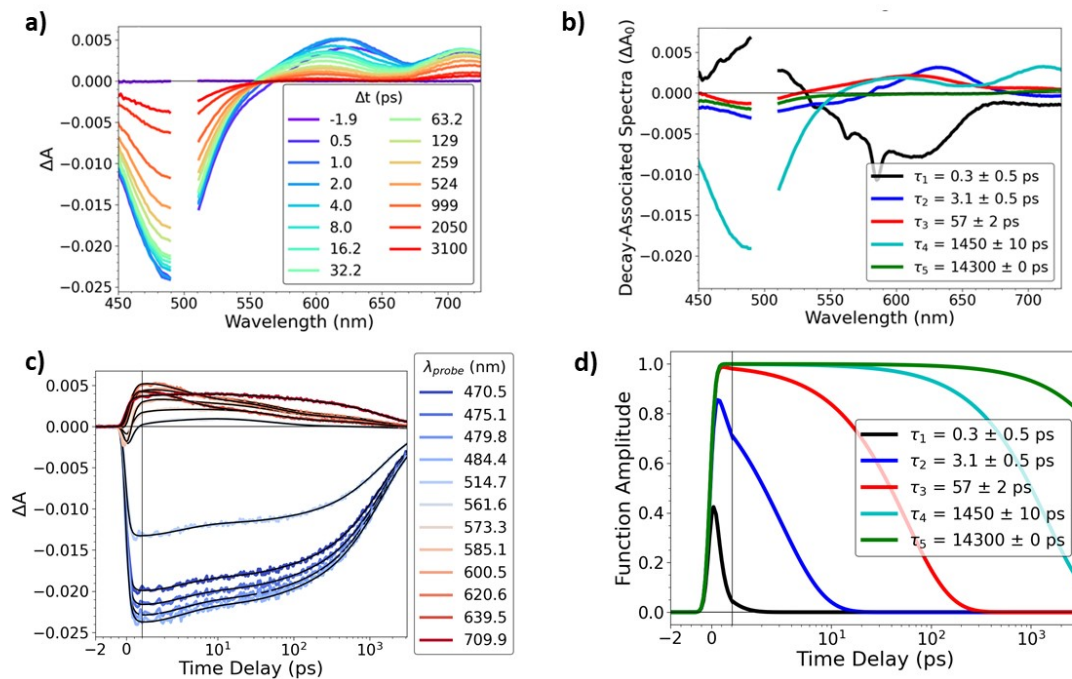 a)
ΔA
0.005
0.000
−0.005
−0.010
−0.015
−0.020
−0.025
Δt (ps)
-1.9
0.5
1.0
2.0
4.0
8.0
16.2
32.2
63.2
129
259
524
999
2050
3100
450 500 550 600 650 700
Wavelength (nm)
b)
Decay-Associated Spectra (ΔA₀)
0.005
0.000
−0.005
−0.010
−0.015
−0.020
τ₁ = 0.3 ± 0.5 ps
τ₂ = 3.1 ± 0.5 ps
τ₃ = 57 ± 2 ps
τ₄ = 1450 ± 10 ps
τ₅ = 14300 ± 0 ps
450 500 550 600 650 700
Wavelength (nm)
c)
ΔA
0.005
0.000
−0.005
−0.010
−0.015
−0.020
−0.025
−2 0 10¹ 10² 10³
Time Delay (ps)
λprobe (nm)
470.5
475.1
479.8
484.4
514.7
561.6
573.3
585.1
600.5
620.6
639.5
709.9
d)
Function Amplitude
1.0
0.8
0.6
0.4
0.2
0.0
τ₁ = 0.3 ± 0.5 ps
τ₂ = 3.1 ± 0.5 ps
τ₃ = 57 ± 2 ps
τ₄ = 1450 ± 10 ps
τ₅ = 14300 ± 0 ps
−2 0 10¹ 10² 10³
Time Delay (ps)